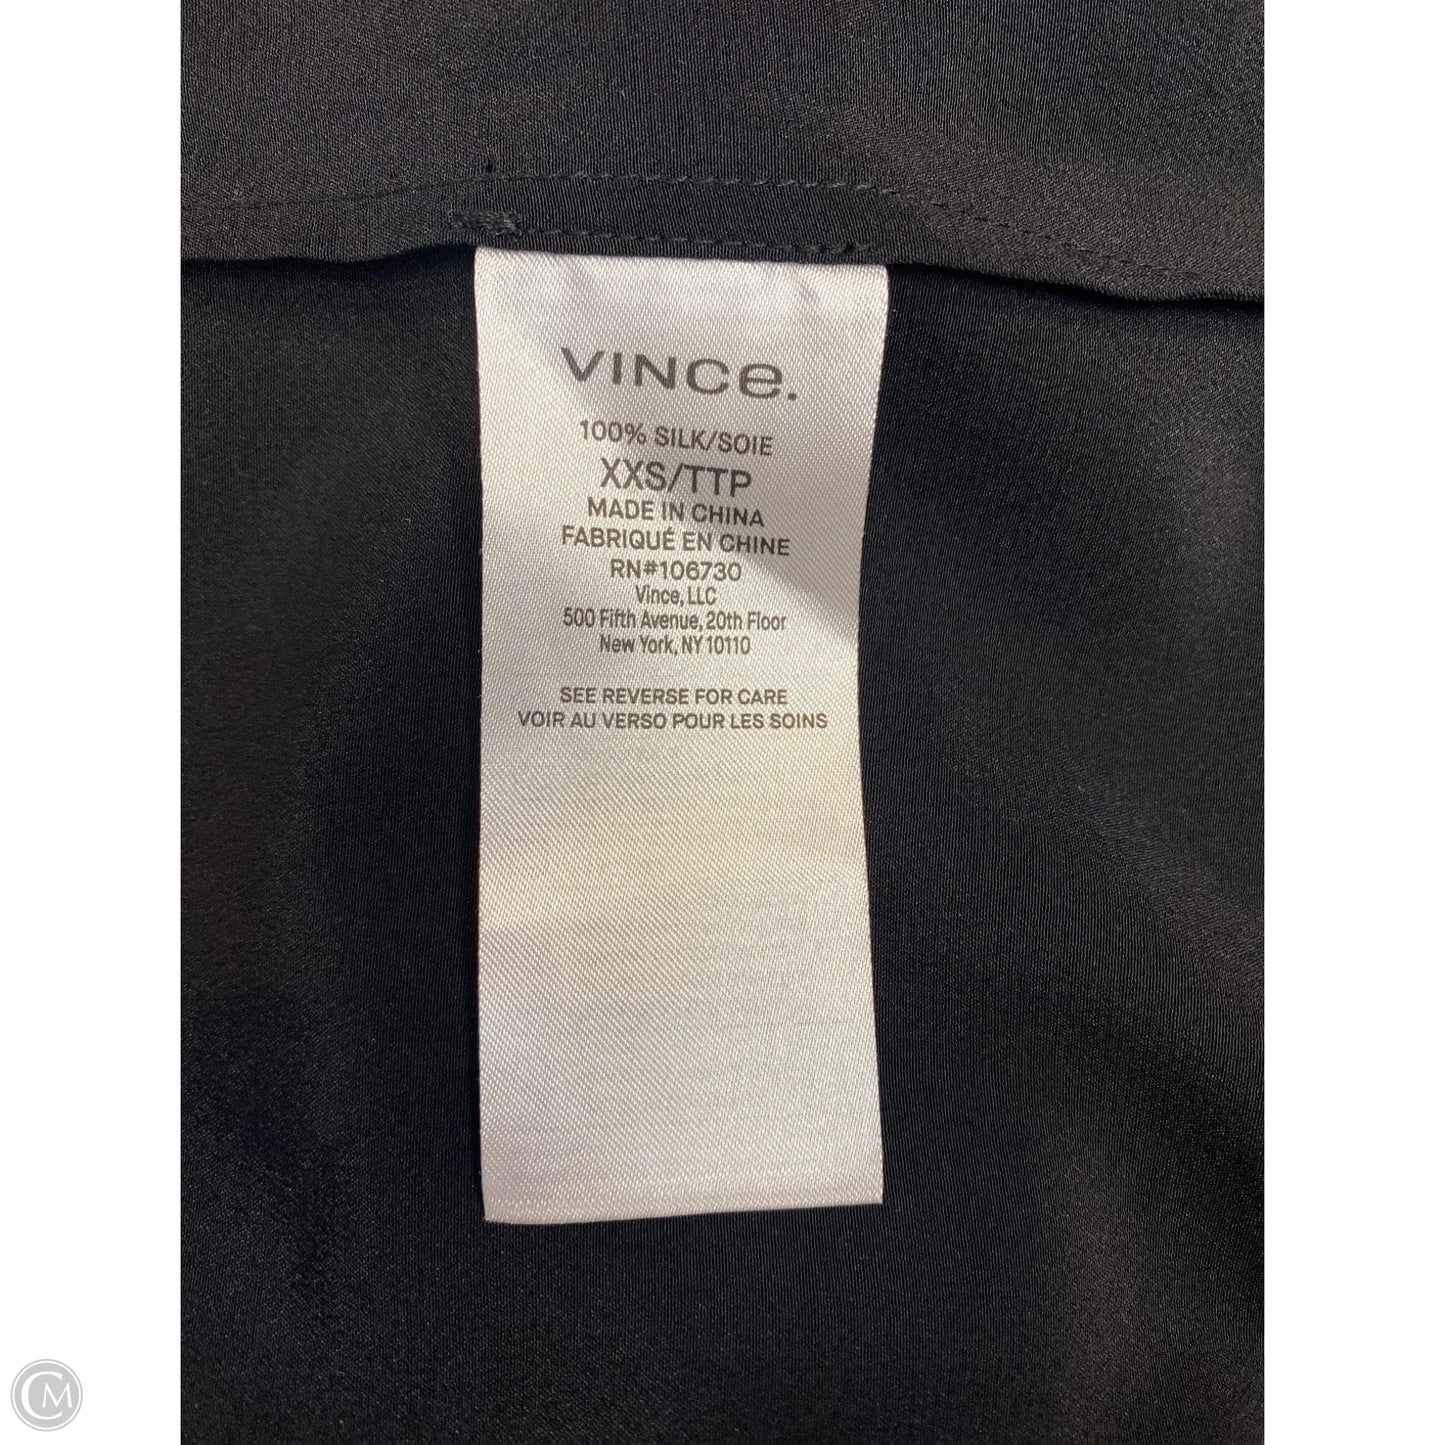 VINCe.
100% SILK/SOIE
XXS/TTP
MADE IN CHINA
FABRIQUÉ EN CHINE
RN#106730
Vince, LLC
500 Fifth Avenue, 20th Floor
New York, NY 10110
SEE REVERSE FOR CARE
VOIR AU VERSO POUR LES SOINS
CM